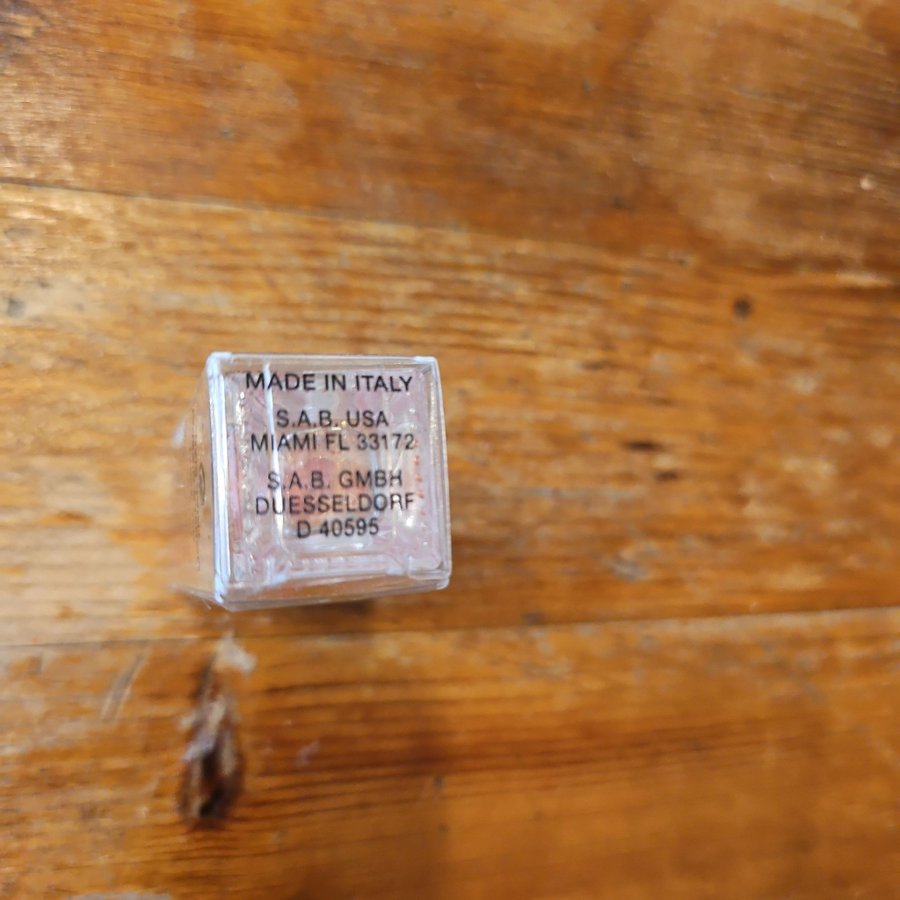 MADE IN ITALY
S.A.B. USA
MIAMI FL 33172
S.A.B. GMBH
DUESSELDORF
D 40595